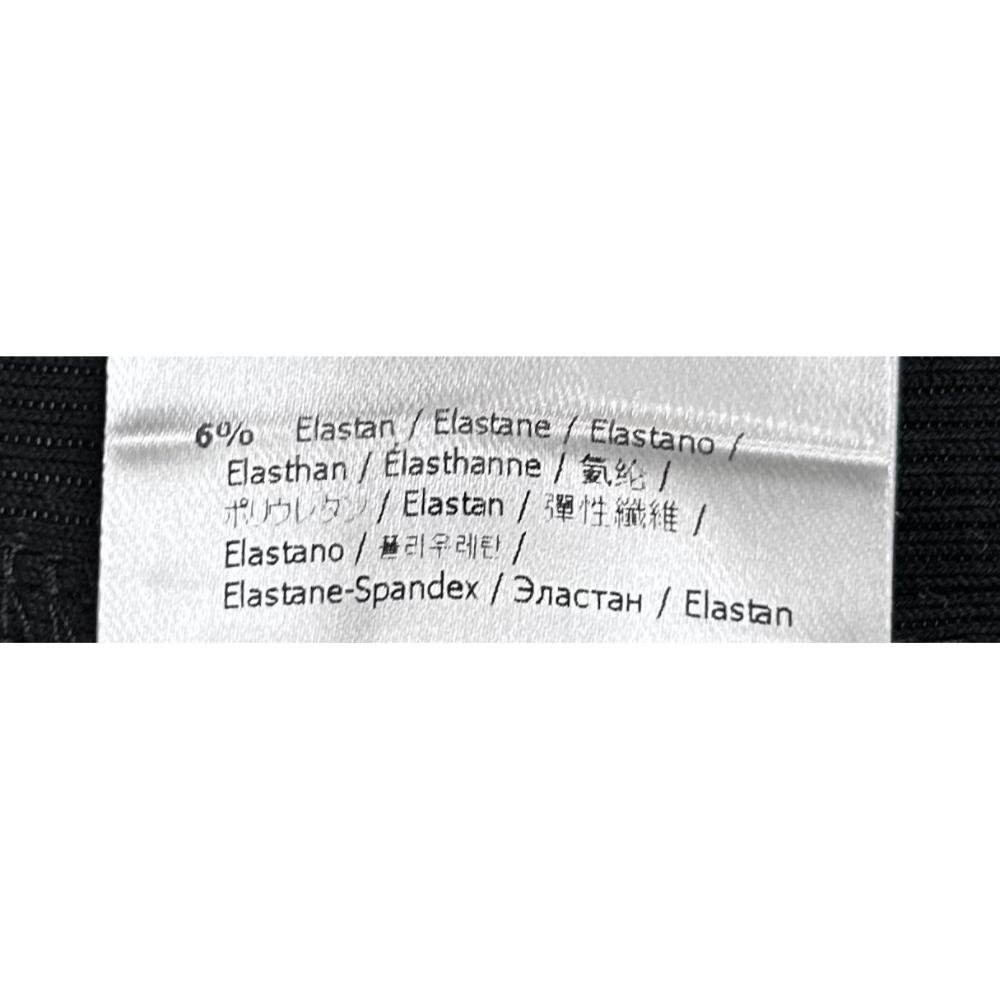 6% Elastan / Elastane / Elastano /
Elasthan / Élasthanne / 氨纶 /
ポリウレタン / Elastan / 彈性纖維 /
Elastano / 폴리우레탄 /
Elastane-Spandex / Эластан / Elastan